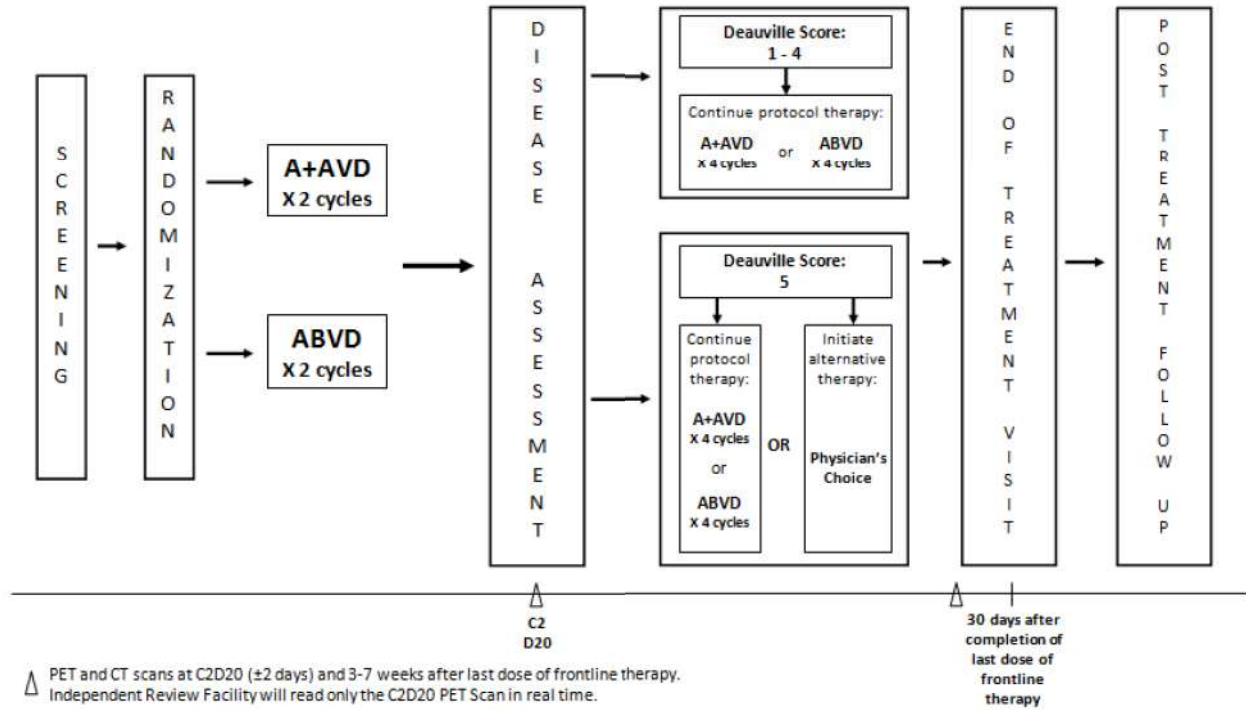 SCREENING
RANDOMIZATION
A+AVD
X 2 cycles
ABVD
X 2 cycles
DISEASE ASSESSMENT
Deauville Score:
1 - 4
Continue protocol therapy:
A+AVD or ABVD
X 4 cycles X 4 cycles
Deauville Score:
5
Continue
protocol
therapy:
A+AVD
X 4 cycles
or
ABVD
X 4 cycles
OR
Initiate
alternative
therapy:
Physician's
Choice
END OF TREATMENT VISIT
POST TREATMENT FOLLOW UP
C2
D20
30 days after
completion of
last dose of
frontline
therapy
PET and CT scans at C2D20 (±2 days) and 3-7 weeks after last dose of frontline therapy.
Independent Review Facility will read only the C2D20 PET Scan in real time.